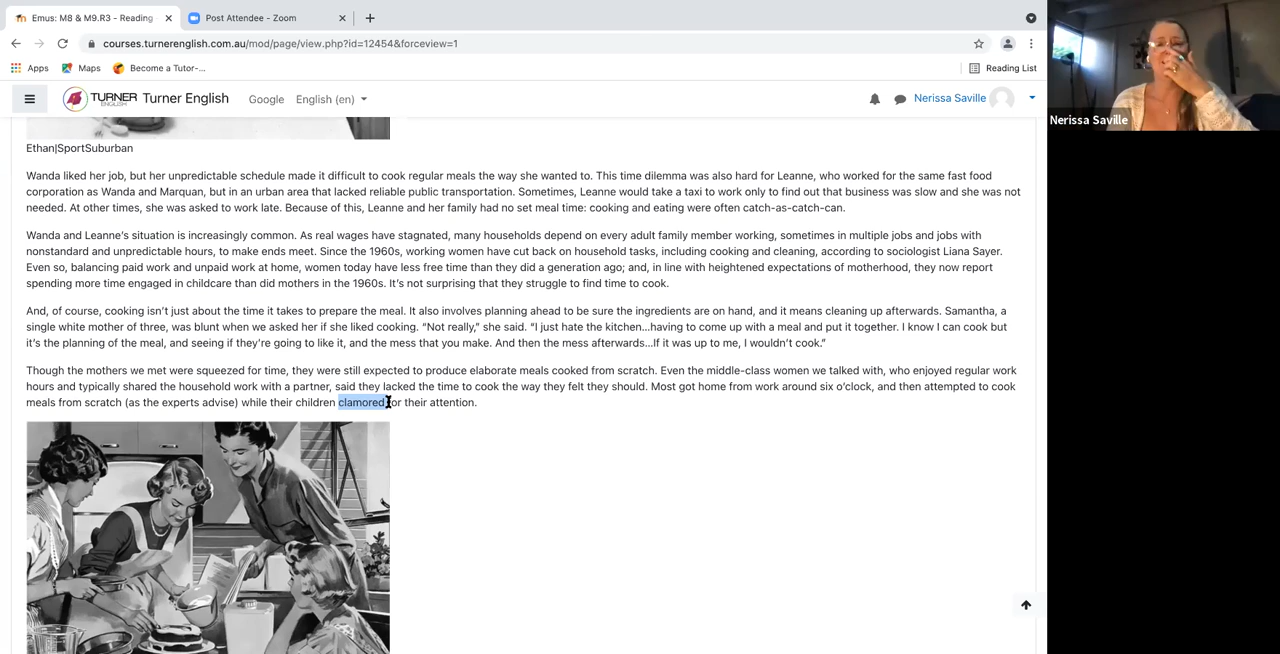 Emus: M8 & M9.R3 - Reading
Post Attendee - Zoom
courses.turnerenglish.com.au/mod/page/view.php?id=12454&forceview=1
Apps
Maps
Become a Tutor-...
Reading List
TURNER
ENGLISH
Turner English
Google
English (en)
Nerissa Saville
Nerissa Saville
Ethan|SportSuburban
Wanda liked her job, but her unpredictable schedule made it difficult to cook regular meals the way she wanted to. This time dilemma was also hard for Leanne, who worked for the same fast food
corporation as Wanda and Marquan, but in an urban area that lacked reliable public transportation. Sometimes, Leanne would take a taxi to work only to find out that business was slow and she was not
needed. At other times, she was asked to work late. Because of this, Leanne and her family had no set meal time: cooking and eating were often catch-as-catch-can.
Wanda and Leanne's situation is increasingly common. As real wages have stagnated, many households depend on every adult family member working, sometimes in multiple jobs and jobs with
nonstandard and unpredictable hours, to make ends meet. Since the 1960s, working women have cut back on household tasks, including cooking and cleaning, according to sociologist Liana Sayer.
Even so, balancing paid work and unpaid work at home, women today have less free time than they did a generation ago; and, in line with heightened expectations of motherhood, they now report
spending more time engaged in childcare than did mothers in the 1960s. It's not surprising that they struggle to find time to cook.
And, of course, cooking isn't just about the time it takes to prepare the meal. It also involves planning ahead to be sure the ingredients are on hand, and it means cleaning up afterwards. Samantha, a
single white mother of three, was blunt when we asked her if she liked cooking. “Not really,” she said. “I just hate the kitchen...having to come up with a meal and put it together. I know I can cook but
it's the planning of the meal, and seeing if they're going to like it, and the mess that you make. And then the mess afterwards...If it was up to me, I wouldn't cook.”
Though the mothers we met were squeezed for time, they were still expected to produce elaborate meals cooked from scratch. Even the middle-class women we talked with, who enjoyed regular work
hours and typically shared the household work with a partner, said they lacked the time to cook the way they felt they should. Most got home from work around six o'clock, and then attempted to cook
meals from scratch (as the experts advise) while their children clamored for their attention.